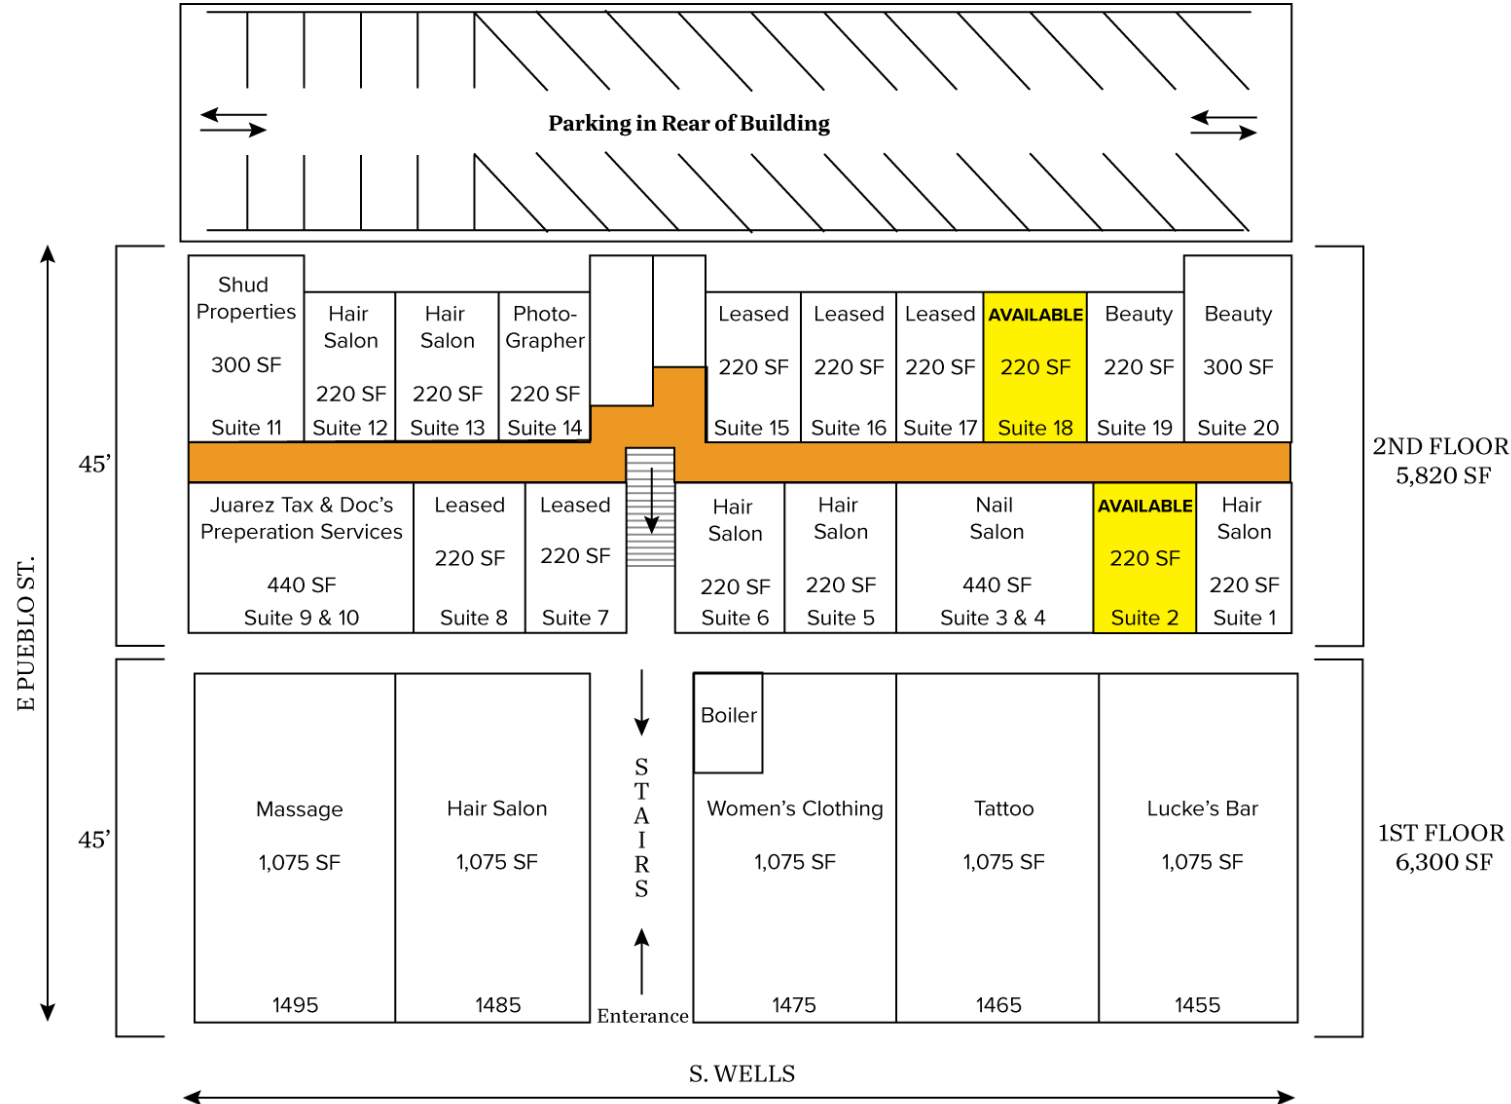 Parking in Rear of Building
Shud
Properties
300 SF
Suite 11
Hair
Salon
220 SF
Suite 12
Hair
Salon
220 SF
Suite 13
Photo-
Grapher
220 SF
Suite 14
Leased
220 SF
Suite 15
Leased
220 SF
Suite 16
Leased
220 SF
Suite 17
AVAILABLE
220 SF
Suite 18
Beauty
220 SF
Suite 19
Beauty
300 SF
Suite 20
45’
2ND FLOOR
5,820 SF
Juarez Tax & Doc’s
Preperation Services
440 SF
Suite 9 & 10
Leased
220 SF
Suite 8
Leased
220 SF
Suite 7
Hair
Salon
220 SF
Suite 6
Hair
Salon
220 SF
Suite 5
Nail
Salon
440 SF
Suite 3 & 4
AVAILABLE
220 SF
Suite 2
Hair
Salon
220 SF
Suite 1
E PUEBLO ST.
45’
Massage
1,075 SF
1495
Hair Salon
1,075 SF
1485
STAIRS
Enterance
Boiler
Women’s Clothing
1,075 SF
1475
Tattoo
1,075 SF
1465
Lucke’s Bar
1,075 SF
1455
1ST FLOOR
6,300 SF
S. WELLS